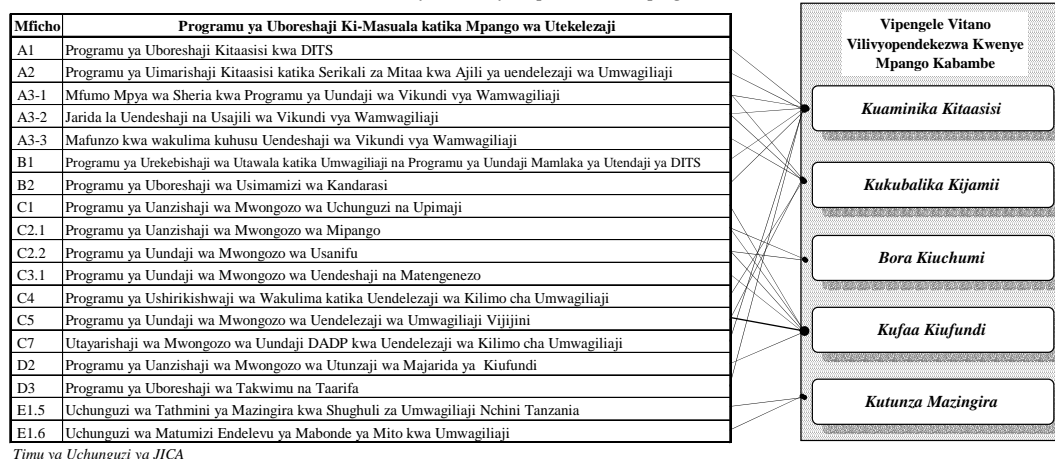 Mficho Programu ya Uboreshaji Ki-Masuala katika Mpango wa Utekelezaji
A1 Programu ya Uboreshaji Kitaasisi kwa DITS
A2 Programu ya Uimarishaji Kitaasisi katika Serikali za Mitaa kwa Ajili ya uendelezaji wa Umwagiliaji
A3-1 Mfumo Mpya wa Sheria kwa Programu ya Uundaji wa Vikundi vya Wamwagiliaji
A3-2 Jarida la Uendeshaji na Usajili wa Vikundi vya Wamwagiliaji
A3-3 Mafunzo kwa wakulima kuhusu Uendeshaji wa Vikundi vya Wamwagiliaji
B1 Programu ya Urekebishaji wa Utawala katika Umwagiliaji na Programu ya Uundaji Mamlaka ya Utendaji ya DITS
B2 Programu ya Uboreshaji wa Usimamizi wa Kandarasi
C1 Programu ya Uanzishaji wa Mwongozo wa Uchunguzi na Upimaji
C2.1 Programu ya Uanzishaji wa Mwongozo wa Mipango
C2.2 Programu ya Uundaji wa Mwongozo wa Usanifu
C3.1 Programu ya Uundaji wa Mwongozo wa Uendeshaji na Matengenezo
C4 Programu ya Ushirikishwaji wa Wakulima katika Uendelezaji wa Kilimo cha Umwagiliaji
C5 Programu ya Uundaji wa Mwongozo wa Uendelezaji wa Umwagiliaji Vijijini
C7 Utayarishaji wa Mwongozo wa Uundaji DADP kwa Uendelezaji wa Kilimo cha Umwagiliaji
D2 Programu ya Uanzishaji wa Mwongozo wa Utunzaji wa Majarida ya Kiufundi
D3 Programu ya Uboreshaji wa Takwimu na Taarifa
E1.5 Uchunguzi wa Tathmini ya Mazingira kwa Shughuli za Umwagiliaji Nchini Tanzania
E1.6 Uchunguzi wa Matumizi Endelevu ya Mabonde ya Mito kwa Umwagiliaji
Timu ya Uchunguzi ya JICA
Vipengele Vitano
Vilivyopendekezwa Kwenye
Mpango Kabambe
Kuaminika Kitaasisi
Kukubalika Kijamii
Bora Kiuchumi
Kufaa Kiufundi
Kutunza Mazingira